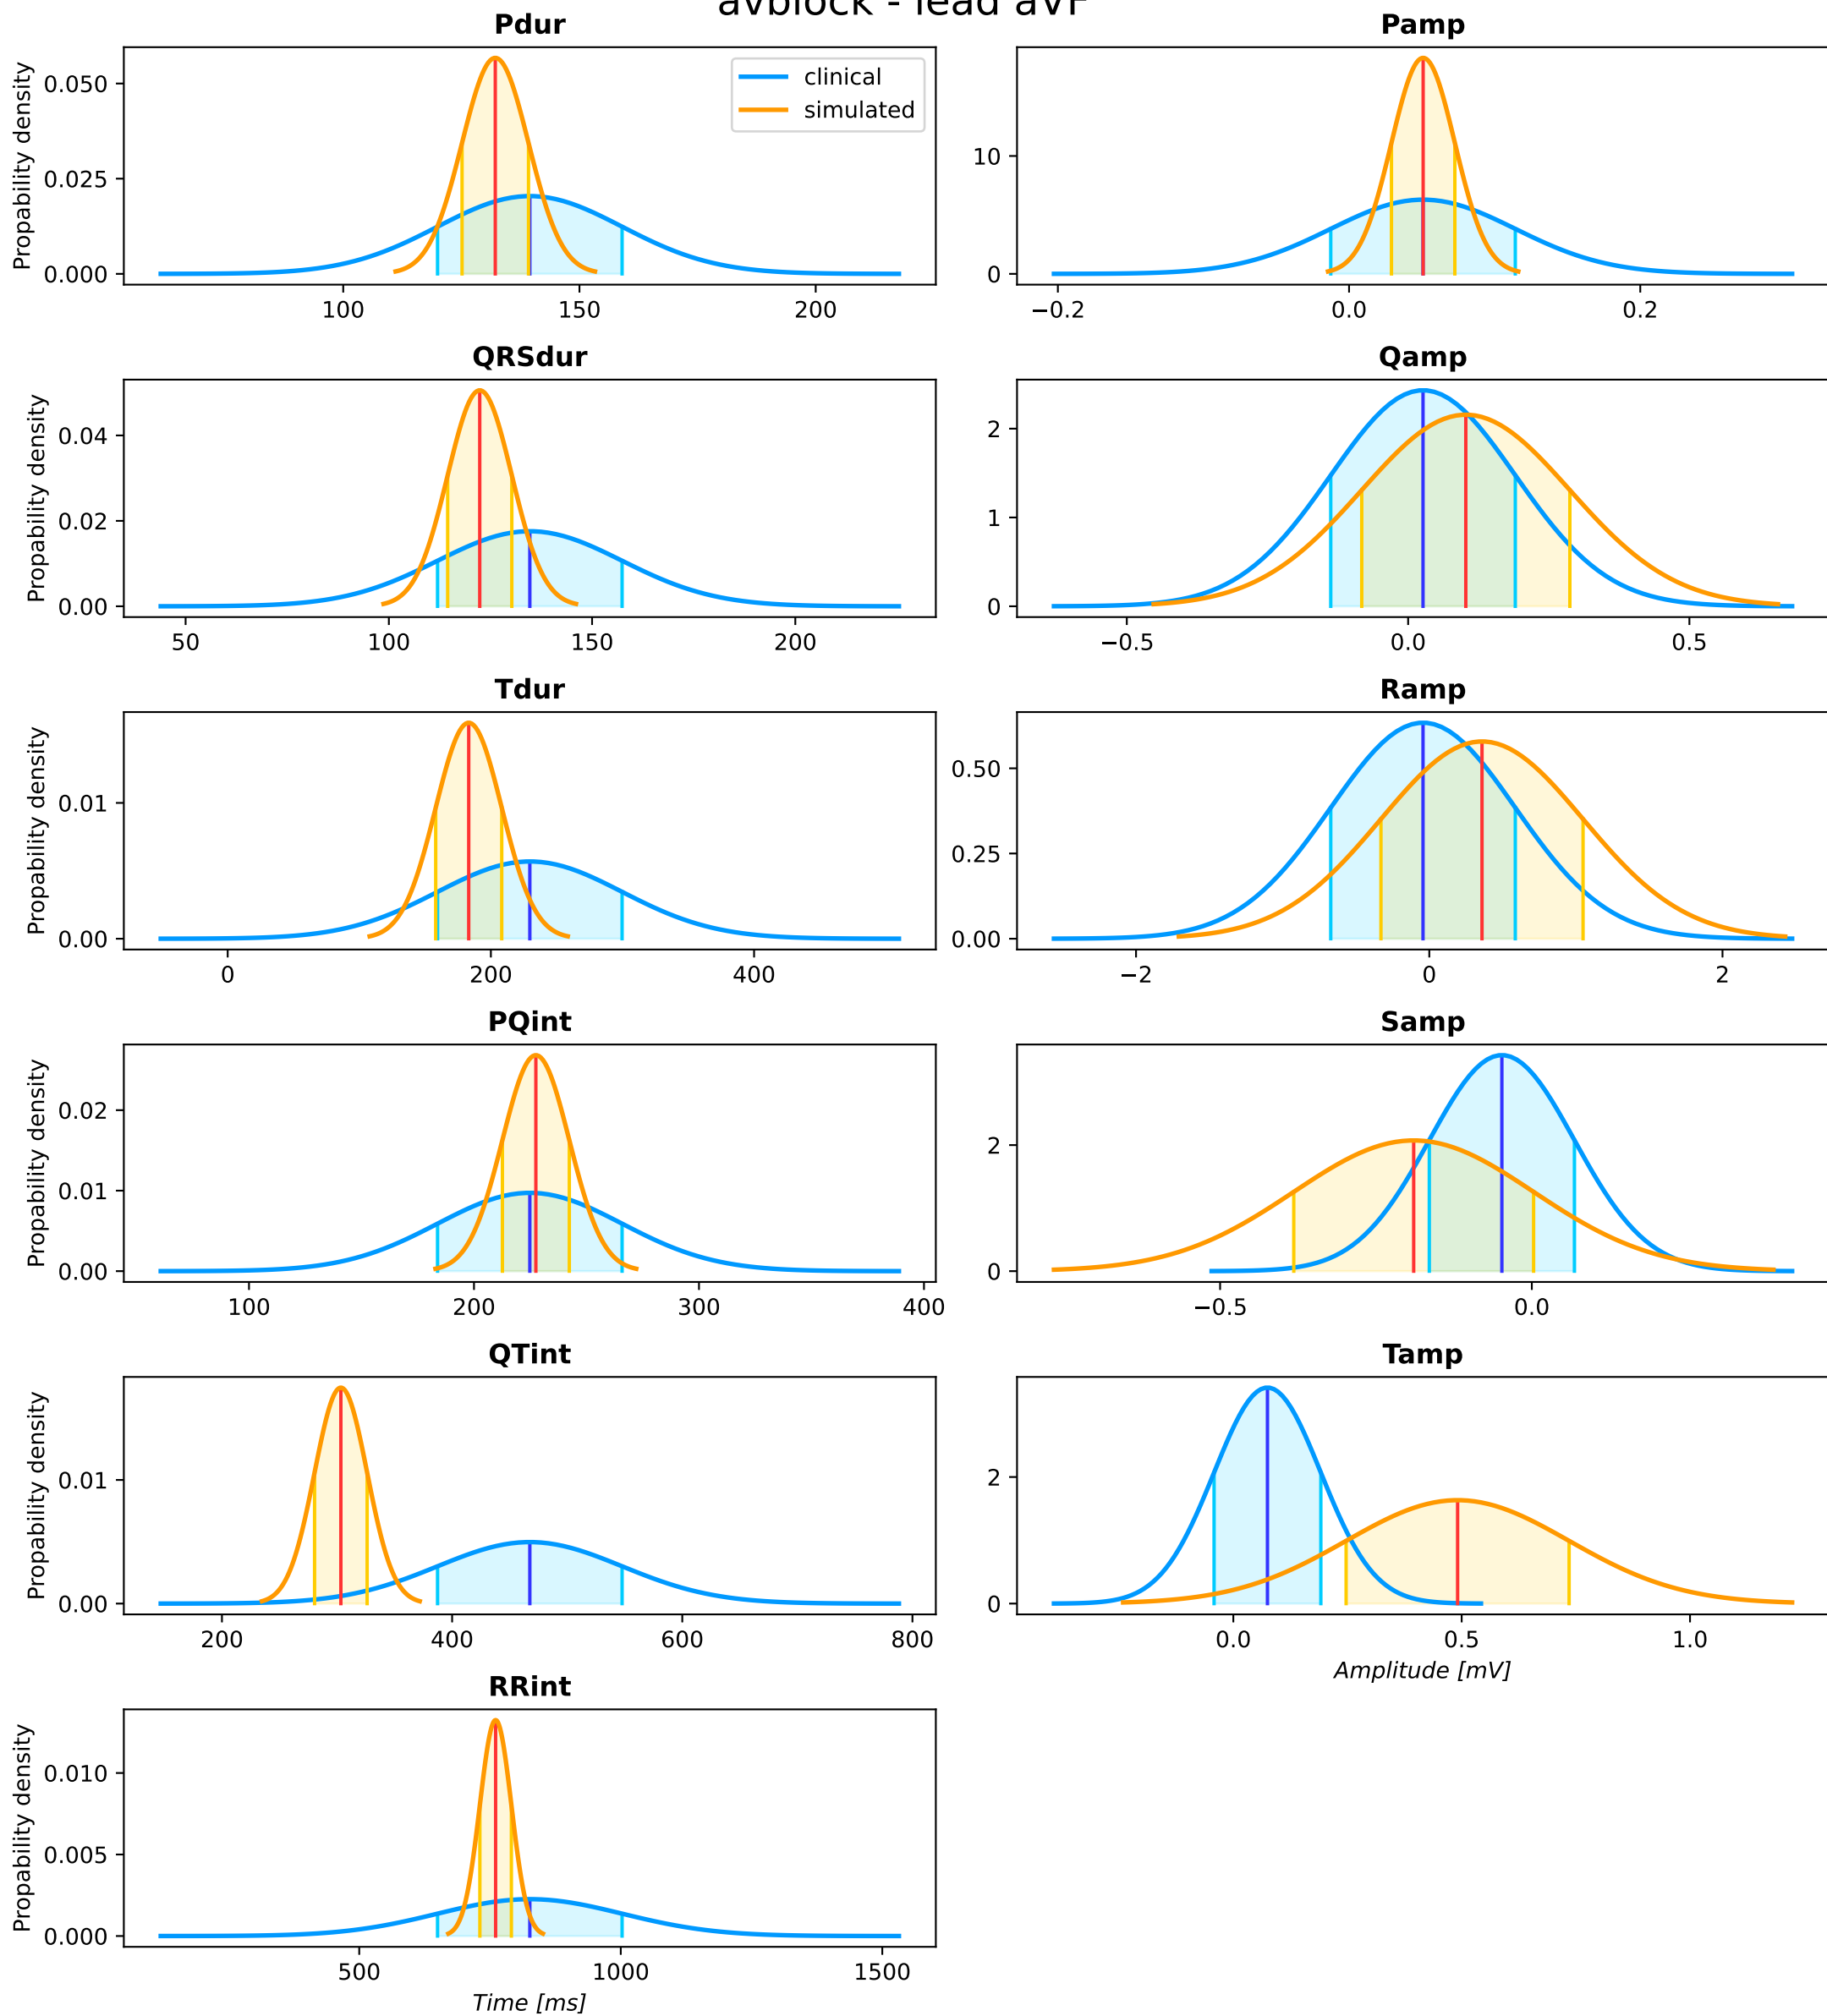 avblock - lead aVF
Pdur
Propability density
0.050
0.025
0.000
clinical
simulated
100 150 200
Pamp
10
0
−0.2 0.0 0.2
QRSdur
Propability density
0.04
0.02
0.00
50 100 150 200
Qamp
2
1
0
−0.5 0.0 0.5
Tdur
Propability density
0.01
0.00
0 200 400
Ramp
0.50
0.25
0.00
−2 0 2
PQint
Propability density
0.02
0.01
0.00
100 200 300 400
Samp
2
0
−0.5 0.0
QTint
Propability density
0.01
0.00
200 400 600 800
Tamp
2
0
0.0 0.5 1.0
Amplitude [mV]
RRint
Propability density
0.010
0.005
0.000
500 1000 1500
Time [ms]